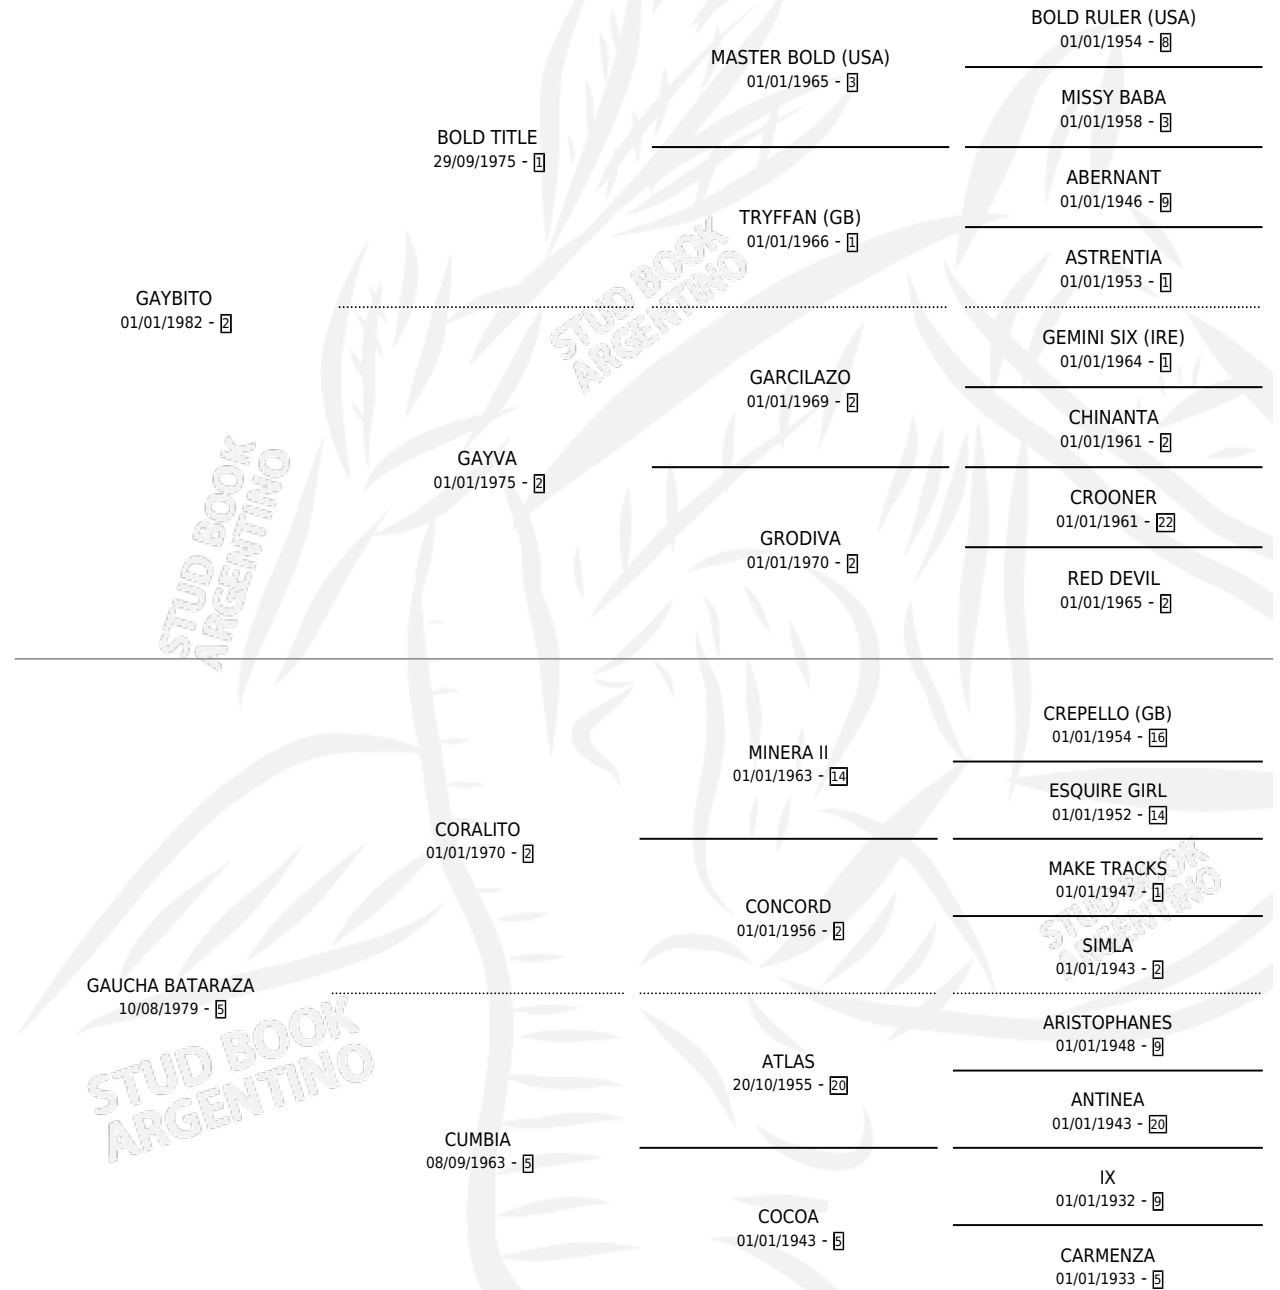 BOLD RULER (USA)
01/01/1954 - 8
MASTER BOLD (USA)
01/01/1965 - 3
MISSY BABA
01/01/1958 - 3
BOLD TITLE
29/09/1975 - 1
ABERNANT
01/01/1946 - 9
TRYFFAN (GB)
01/01/1966 - 1
ASTRENTIA
01/01/1953 - 1
GAYBITO
01/01/1982 - 2
GEMINI SIX (IRE)
01/01/1964 - 1
GARCILAZO
01/01/1969 - 2
CHINANTA
01/01/1961 - 2
GAYVA
01/01/1975 - 2
CROONER
01/01/1961 - 22
GRODIVA
01/01/1970 - 2
RED DEVIL
01/01/1965 - 2
CREPELLO (GB)
01/01/1954 - 16
MINERA II
01/01/1963 - 14
ESQUIRE GIRL
01/01/1952 - 14
CORALITO
01/01/1970 - 2
MAKE TRACKS
01/01/1947 - 1
CONCORD
01/01/1956 - 2
SIMLA
01/01/1943 - 2
GAUCHA BATARAZA
10/08/1979 - 5
ARISTOPHANES
01/01/1948 - 9
ATLAS
20/10/1955 - 20
ANTINEA
01/01/1943 - 20
CUMBIA
08/09/1963 - 5
IX
01/01/1932 - 9
COCOA
01/01/1943 - 5
CARMENZA
01/01/1933 - 5
STUD BOOK
ARGENTINO
STUD BOOK
ARGENTINO
STUD BOOK
ARGENTINO
STUD BOOK
ARGENTINO